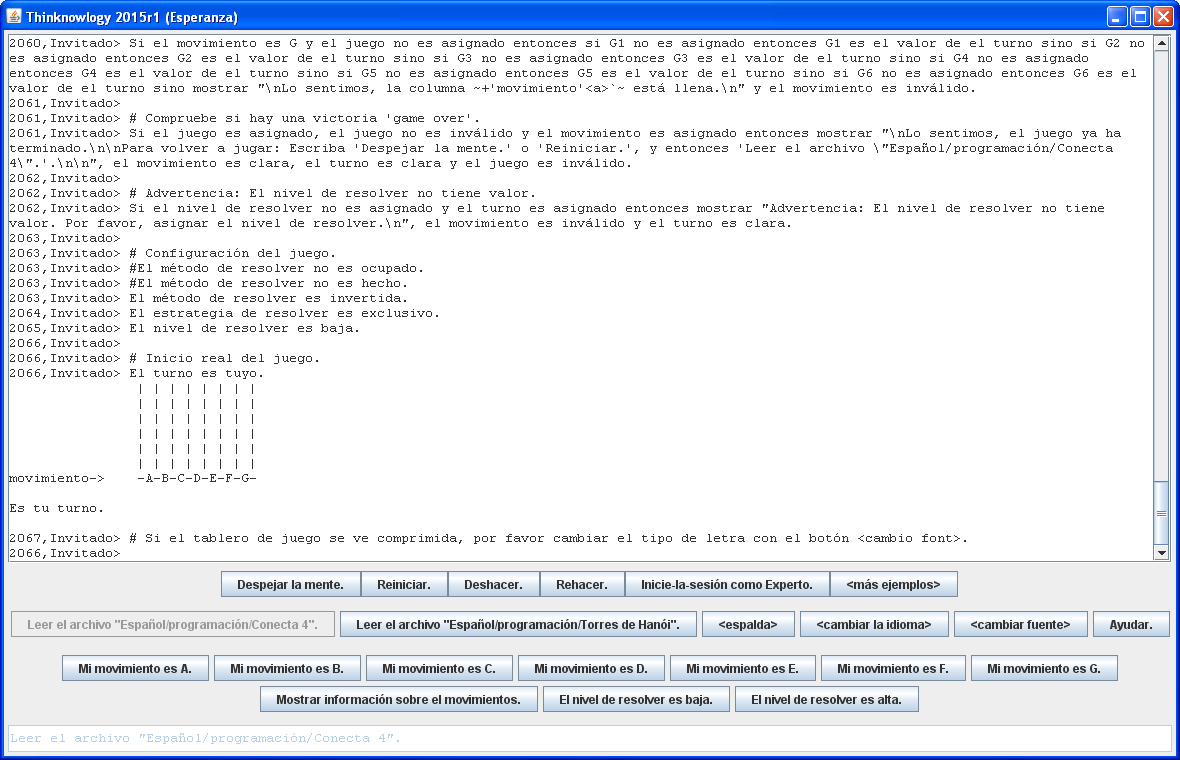 Thinknowlogy 2015r1 (Esperanza)
2060,Invitado> Si el movimiento es G y el juego no es asignado entonces si G1 no es asignado entonces G1 es el valor de el turno sino si G2 no
es asignado entonces G2 es el valor de el turno sino si G3 no es asignado entonces G3 es el valor de el turno sino si G4 no es asignado
entonces G4 es el valor de el turno sino si G5 no es asignado entonces G5 es el valor de el turno sino si G6 no es asignado entonces G6 es el
valor de el turno sino mostrar "\nLo sentimos, la columna ~+'movimiento'<a>`~ está llena.\n" y el movimiento es inválido.
2061,Invitado>
2061,Invitado> # Compruebe si hay una victoria 'game over'.
2061,Invitado> Si el juego es asignado, el juego no es inválido y el movimiento es asignado entonces mostrar "\nLo sentimos, el juego ya ha
terminado.\n\nPara volver a jugar: Escriba 'Despejar la mente.' o 'Reiniciar.', y entonces 'Leer el archivo \"Español/programación/Conecta
4\".'.\n\n", el movimiento es clara, el turno es clara y el juego es inválido.
2062,Invitado>
2062,Invitado> # Advertencia: El nivel de resolver no tiene valor.
2062,Invitado> Si el nivel de resolver no es asignado y el turno es asignado entonces mostrar "Advertencia: El nivel de resolver no tiene
valor. Por favor, asignar el nivel de resolver.\n", el movimiento es inválido y el turno es clara.
2063,Invitado>
2063,Invitado> # Configuración del juego.
2063,Invitado> #El método de resolver no es ocupado.
2063,Invitado> #El método de resolver no es hecho.
2063,Invitado> El método de resolver es invertida.
2064,Invitado> El estrategia de resolver es exclusivo.
2065,Invitado> El nivel de resolver es baja.
2066,Invitado>
2066,Invitado> # Inicio real del juego.
2066,Invitado> El turno es tuyo.
| | | | | | | |
| | | | | | | |
| | | | | | | |
| | | | | | | |
| | | | | | | |
| | | | | | | |
movimiento-> -A-B-C-D-E-F-G-
Es tu turno.
2067,Invitado> # Si el tablero de juego se ve comprimida, por favor cambiar el tipo de letra con el botón <cambio font>.
2066,Invitado>
Despejar la mente. Reiniciar. Deshacer. Rehacer. Inicie-la-sesión como Experto. <más ejemplos>
Leer el archivo "Español/programación/Conecta 4". Leer el archivo "Español/programación/Torres de Hanói". <espalda> <cambiar la idioma> <cambiar fuente> Ayudar.
Mi movimiento es A. Mi movimiento es B. Mi movimiento es C. Mi movimiento es D. Mi movimiento es E. Mi movimiento es F. Mi movimiento es G.
Mostrar información sobre el movimientos. El nivel de resolver es baja. El nivel de resolver es alta.
Leer el archivo "Español/programación/Conecta 4".